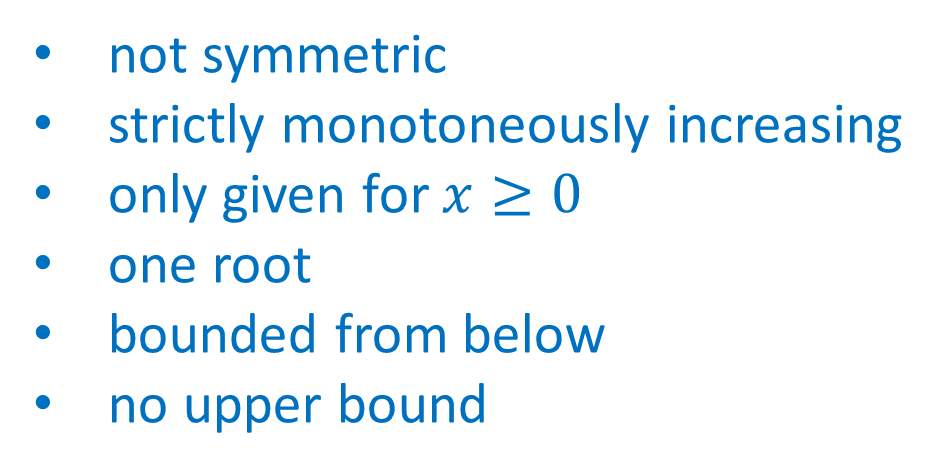 • not symmetric
• strictly monotoneously increasing
• only given for x ≥ 0
• one root
• bounded from below
• no upper bound